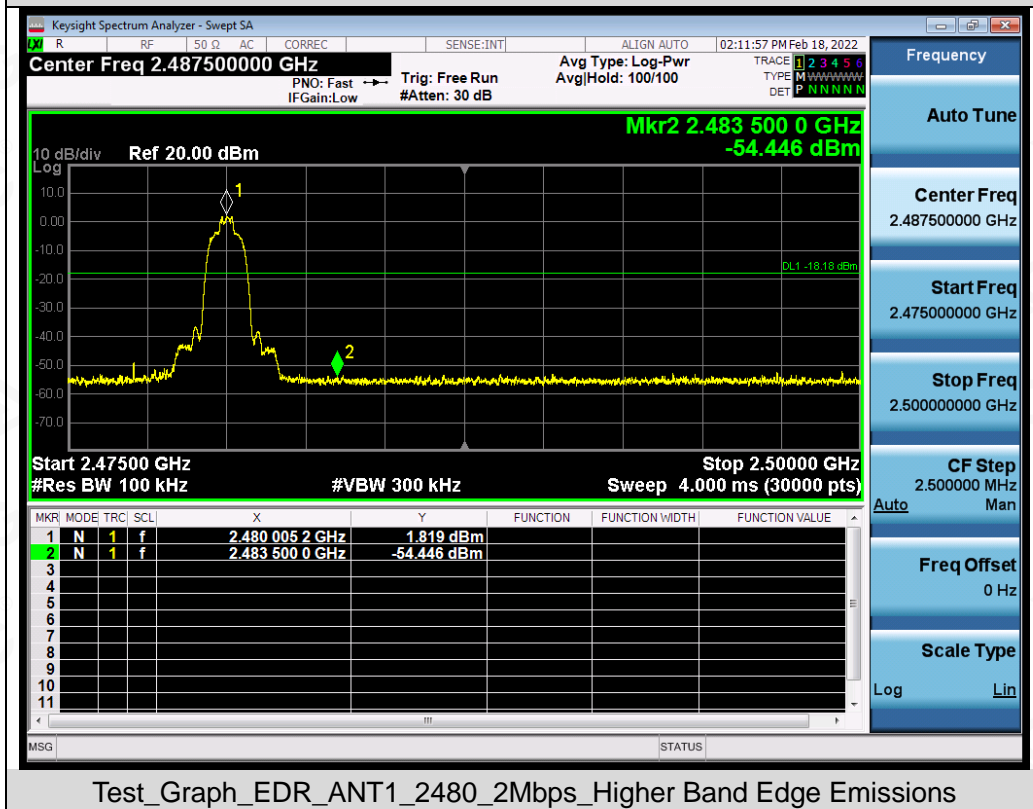 Keysight Spectrum Analyzer - Swept SA
LXI R RF 50 Ω AC CORREC SENSE:INT ALIGN AUTO 02:11:57 PM Feb 18, 2022
Center Freq 2.487500000 GHz
PNO: Fast
IFGain:Low
Trig: Free Run
#Atten: 30 dB
Avg Type: Log-Pwr
Avg|Hold: 100/100
TRACE 1 2 3 4 5 6
TYPE M WWWWW
DET P N N N N N
Mkr2 2.483 500 0 GHz
-54.446 dBm
10 dB/div Ref 20.00 dBm
Log
10.0
0.00
-10.0
-20.0
-30.0
-40.0
-50.0
-60.0
-70.0
1
2
DL1 -18.18 dBm
Start 2.47500 GHz Stop 2.50000 GHz
#Res BW 100 kHz #VBW 300 kHz Sweep 4.000 ms (30000 pts)
MKR MODE TRC SCL X Y FUNCTION FUNCTION WIDTH FUNCTION VALUE
1 N 1 f 2.480 005 2 GHz 1.819 dBm
2 N 1 f 2.483 500 0 GHz -54.446 dBm
3
4
5
6
7
8
9
10
11
MSG STATUS
Frequency
Auto Tune
Center Freq
2.487500000 GHz
Start Freq
2.475000000 GHz
Stop Freq
2.500000000 GHz
CF Step
2.500000 MHz
Auto Man
Freq Offset
0 Hz
Scale Type
Log Lin
Test_Graph_EDR_ANT1_2480_2Mbps_Higher Band Edge Emissions